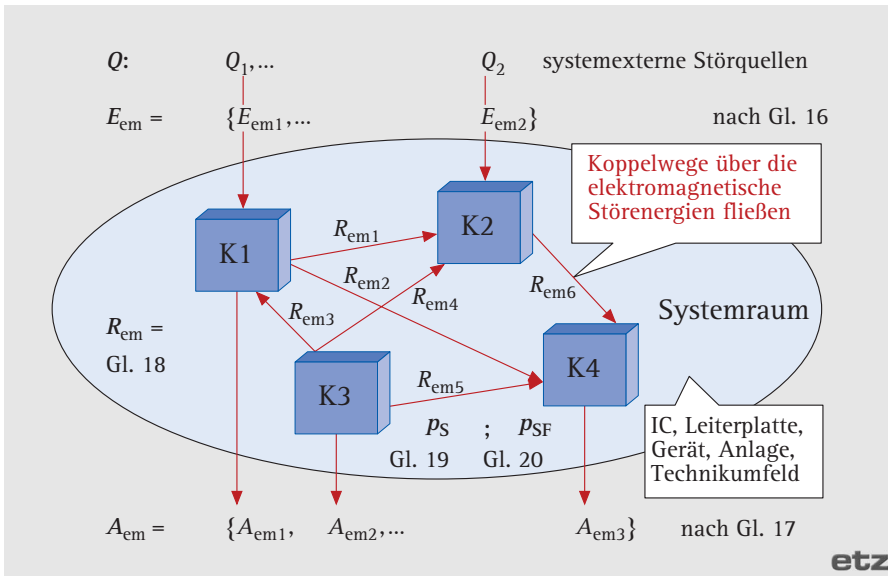 Q: Q1,... Q2 systemexterne Störquellen
Eem = {Eem1,... Eem2} nach Gl. 16
Koppelwege über die
elektromagnetische
Störenergien fließen
K1
K2
Rem1
Rem2
Rem3
Rem4
Rem6
Systemraum
Rem =
Gl. 18
K3
K4
Rem5
pS ; pSF
Gl. 19 Gl. 20
IC, Leiterplatte,
Gerät, Anlage,
Technikumfeld
Aem = {Aem1, Aem2,... Aem3} nach Gl. 17
etz